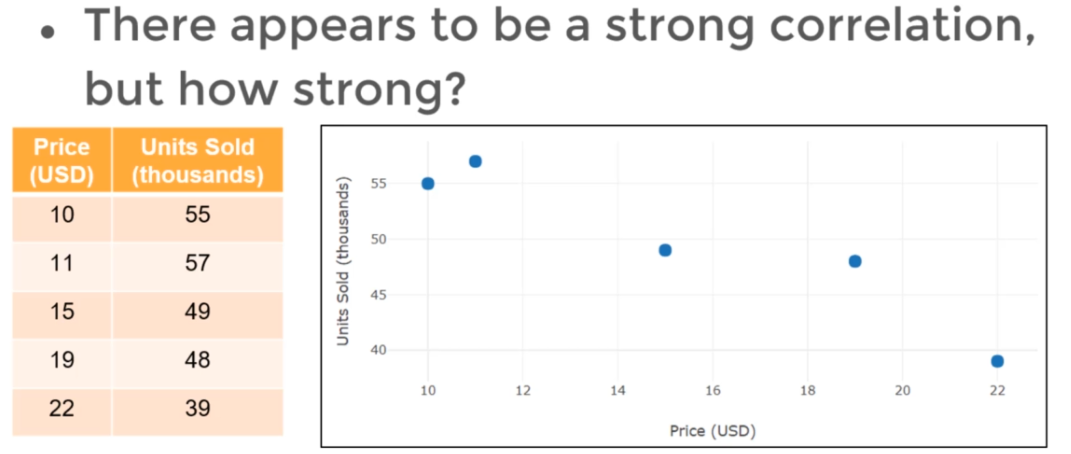 • There appears to be a strong correlation,
but how strong?
Price
(USD)
Units Sold
(thousands)
10 55
11 57
15 49
19 48
22 39
Units Sold (thousands)
55
50
45
40
10 12 14 16 18 20 22
Price (USD)